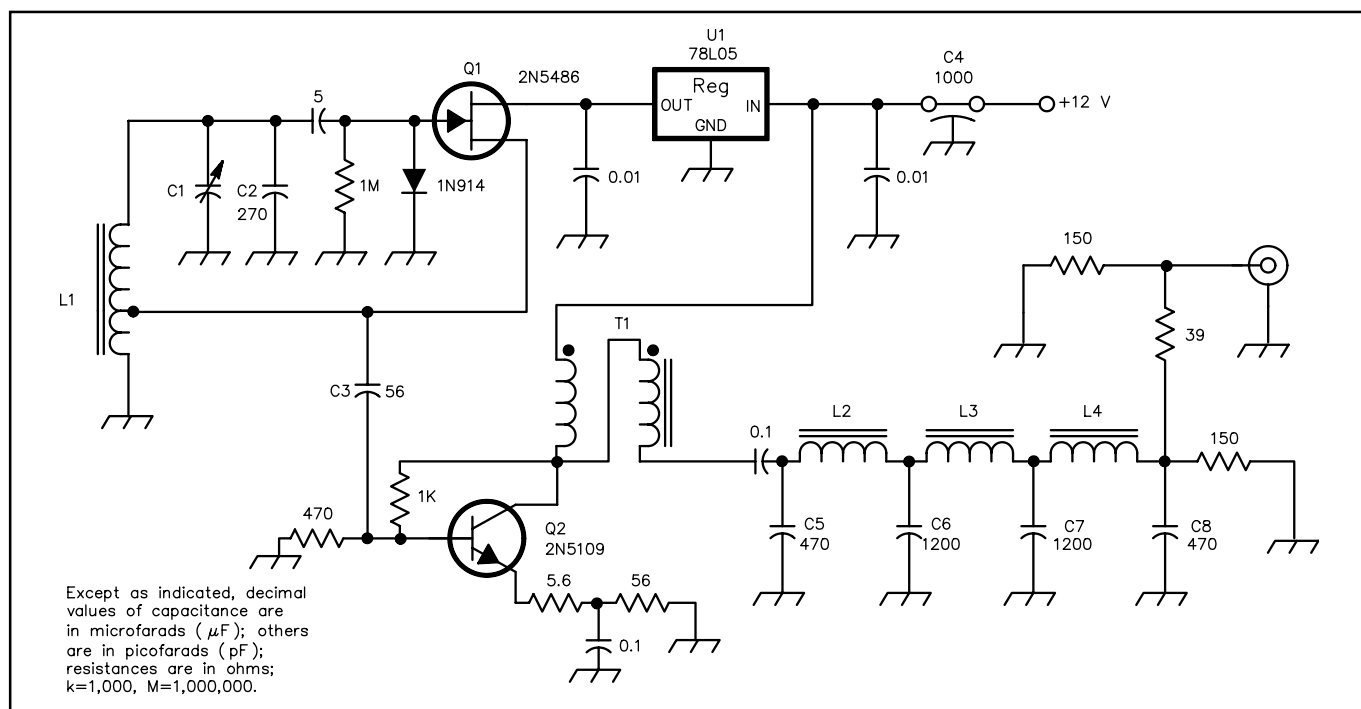 U1
78L05
C4
1000
Q1
2N5486
Reg
OUT
IN
GND
+12 V
5
C1
C2
270
1M
1N914
0.01
0.01
150
L1
T1
39
C3
56
L2
L3
L4
0.1
150
1K
470
Q2
2N5109
C5
470
C6
1200
C7
1200
C8
470
5.6
56
0.1
Except as indicated, decimal
values of capacitance are
in microfarads ( µF); others
are in picofarads (pF);
resistances are in ohms;
k=1,000, M=1,000,000.